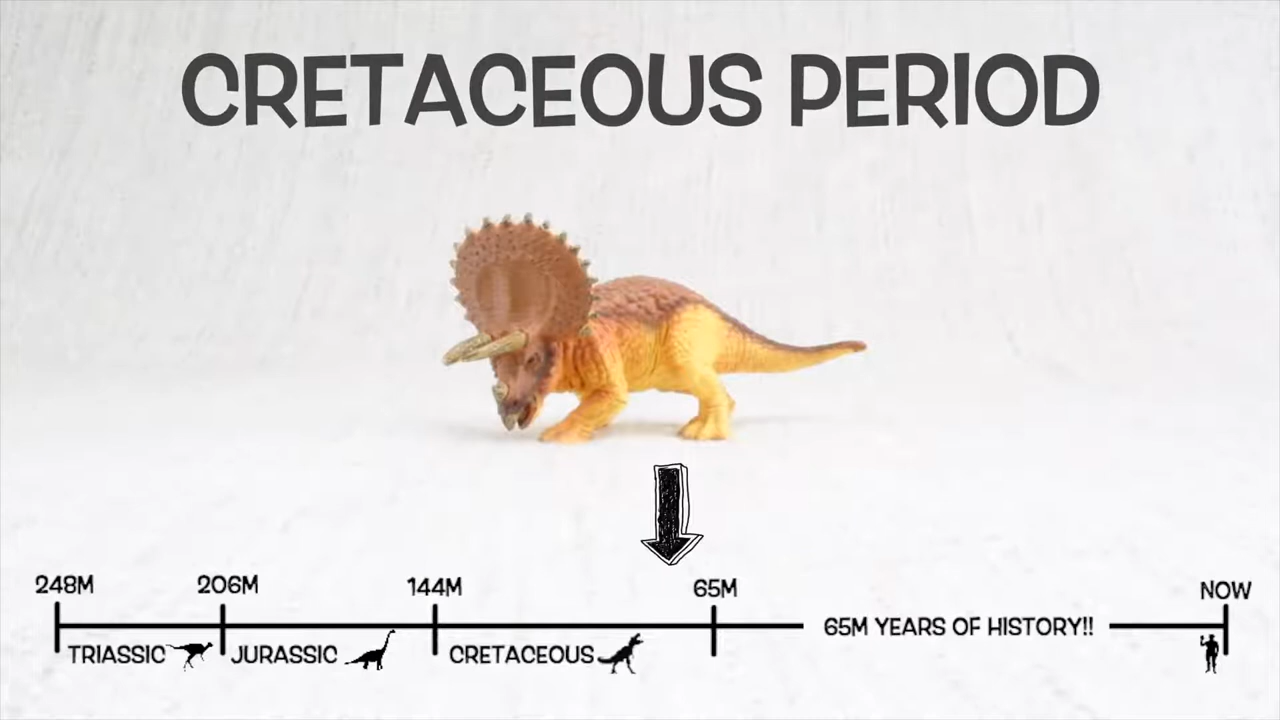 CRETACEOUS PERIOD
248M 206M 144M 65M NOW
65M YEARS OF HISTORY!!
TRIASSIC JURASSIC CRETACEOUS